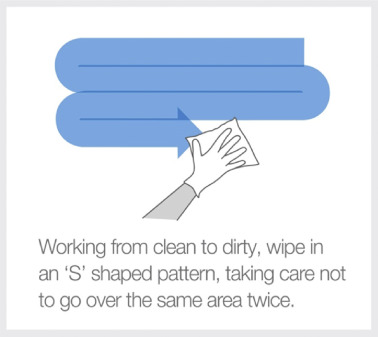 Working from clean to dirty, wipe in
an ‘S’ shaped pattern, taking care not
to go over the same area twice.